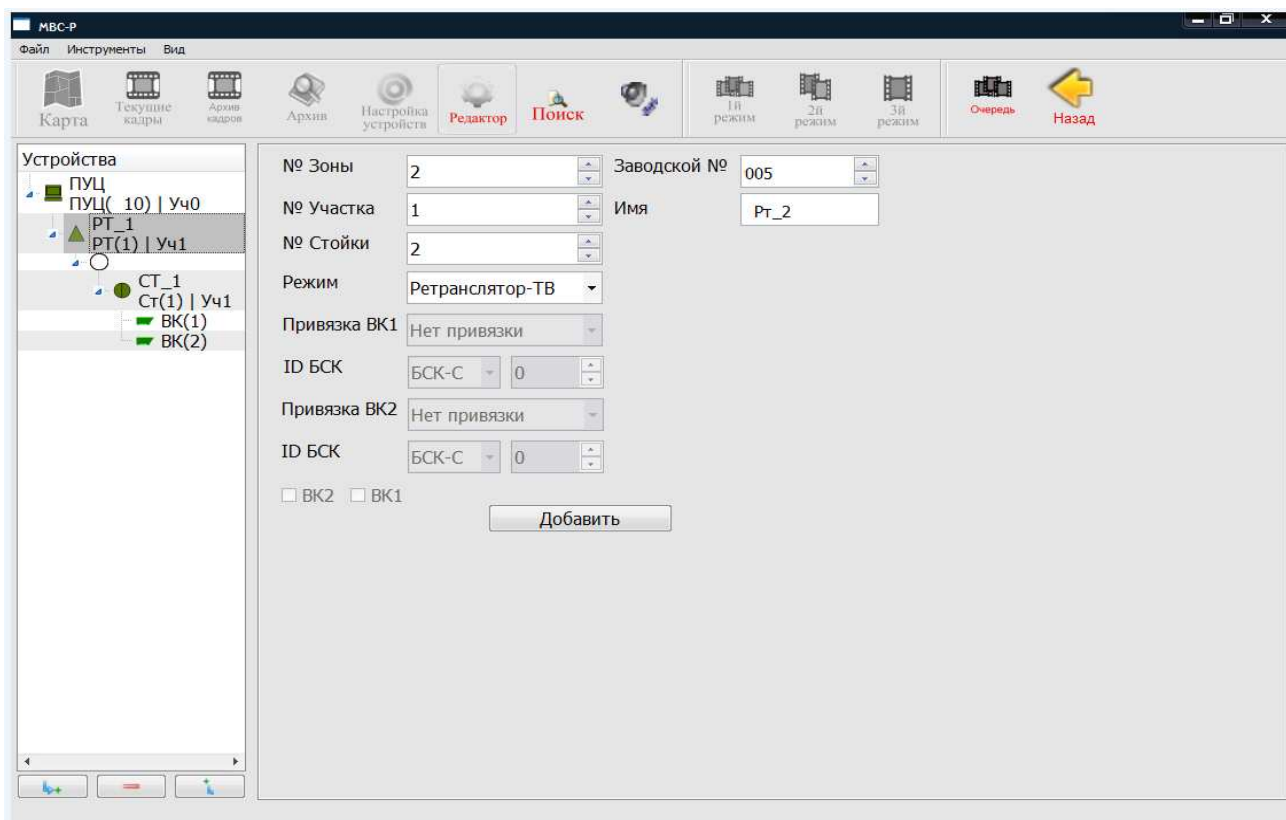 МВС-Р
Файл Инструменты Вид
Карта
Текущие
кадры
Архив
кадров
Архив
Настройка
устройств
Редактор
Поиск
1й
режим
2й
режим
3й
режим
Очередь
Назад
Устройства
ПУЦ
ПУЦ( 10) | Уч0
РТ_1
РТ(1) | Уч1
СТ_1
Ст(1) | Уч1
ВК(1)
ВК(2)
№ Зоны 2 Заводской № 005
№ Участка 1 Имя Рт_2
№ Стойки 2
Режим Ретранслятор-ТВ
Привязка ВК1 Нет привязки
ID БСК БСК-С 0
Привязка ВК2 Нет привязки
ID БСК БСК-С 0
ВК2 ВК1
Добавить